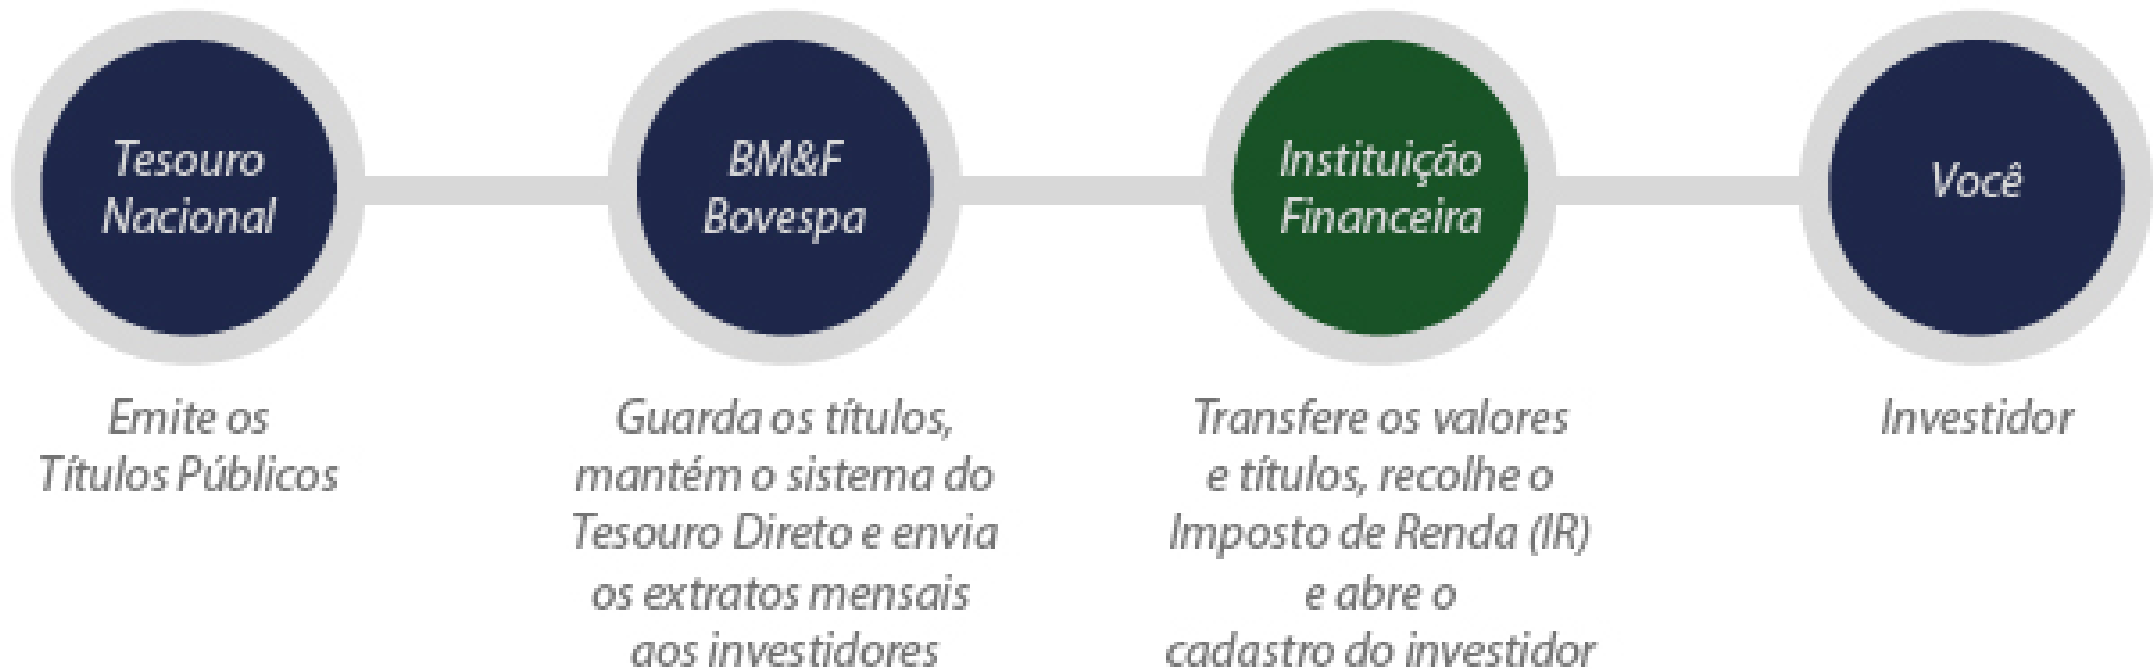 Tesouro
Nacional
BM&F
Bovespa
Instituição
Financeira
Você
Emite os
Títulos Públicos
Guarda os títulos,
mantém o sistema do
Tesouro Direto e envia
os extratos mensais
aos investidores
Transfere os valores
e títulos, recolhe o
Imposto de Renda (IR)
e abre o
cadastro do investidor
Investidor